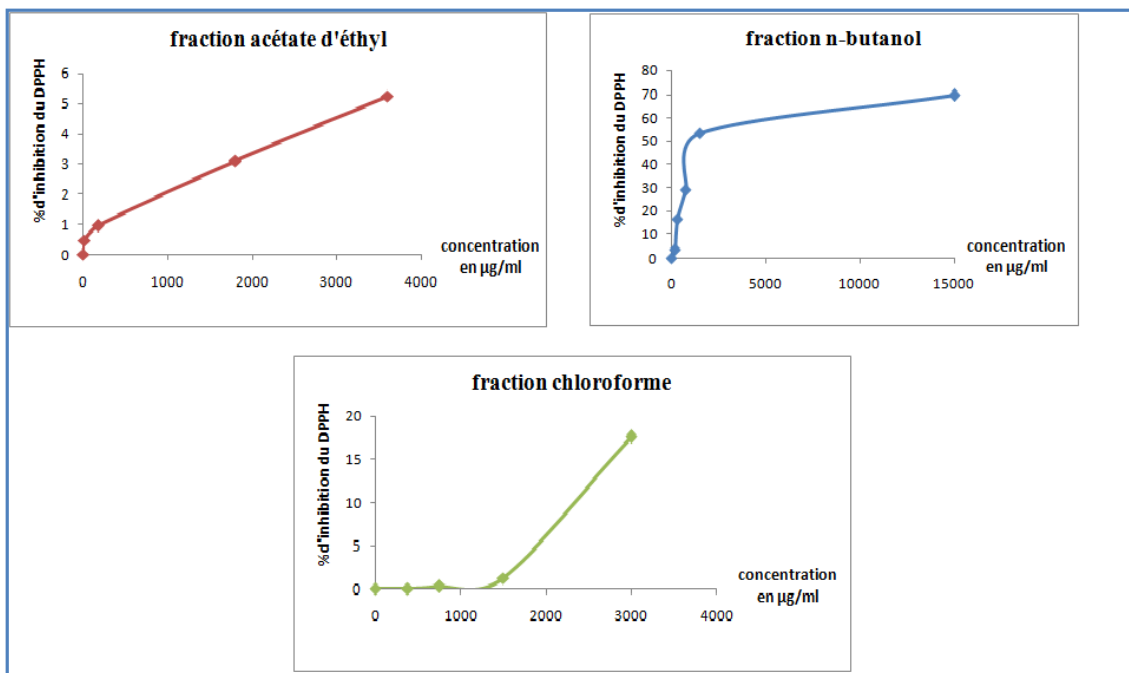 fraction acétate d'éthyl
%d'inhibition du DPPH
6
5
4
3
2
1
0
0 1000 2000 3000 4000
concentration
en µg/ml
fraction n-butanol
%d'inhibition du DPPH
80
70
60
50
40
30
20
10
0
0 5000 10000 15000
concentration
en µg/ml
fraction chloroforme
%d'inhibition du DPPH
20
15
10
5
0
0 1000 2000 3000 4000
concentration
en µg/ml